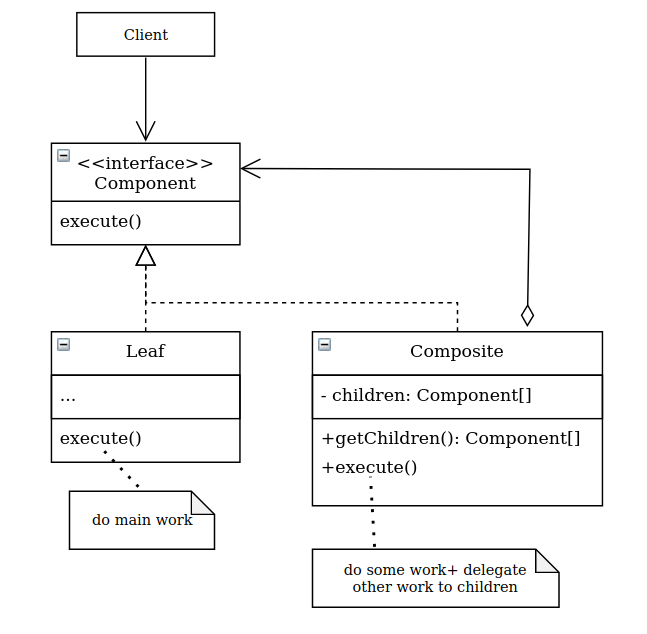 Client
<<interface>>
Component
execute()
Leaf
...
execute()
do main work
Composite
- children: Component[]
+getChildren(): Component[]
+execute()
do some work+ delegate
other work to children